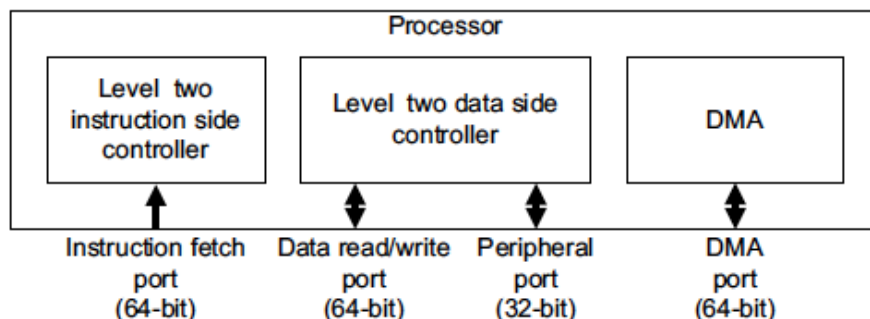 Processor
Level two
instruction side
controller
Level two data side
controller
DMA
Instruction fetch
port
(64-bit)
Data read/write
port
(64-bit)
Peripheral
port
(32-bit)
DMA
port
(64-bit)